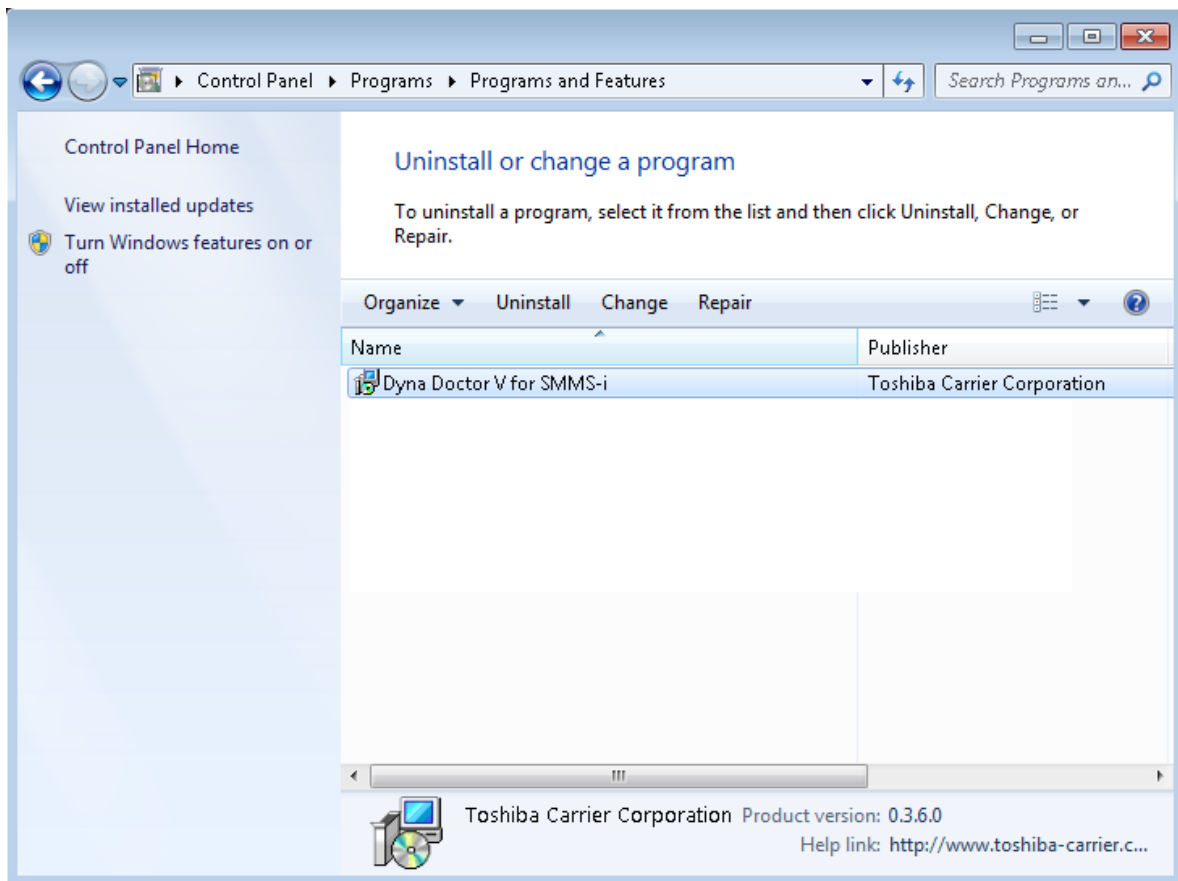 Control Panel Programs Programs and Features Search Programs an...
Control Panel Home
View installed updates
Turn Windows features on or
off
Uninstall or change a program
To uninstall a program, select it from the list and then click Uninstall, Change, or
Repair.
Organize Uninstall Change Repair
Name Publisher
Dyna Doctor V for SMMS-i Toshiba Carrier Corporation
Toshiba Carrier Corporation Product version: 0.3.6.0
Help link: http://www.toshiba-carrier.c...